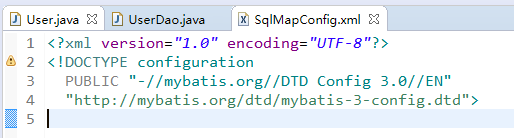 User.java UserDao.java SqlMapConfig.xml
1 <?xml version="1.0" encoding="UTF-8"?>
2 <!DOCTYPE configuration
3 PUBLIC "-//mybatis.org//DTD Config 3.0//EN"
4 "http://mybatis.org/dtd/mybatis-3-config.dtd">
5